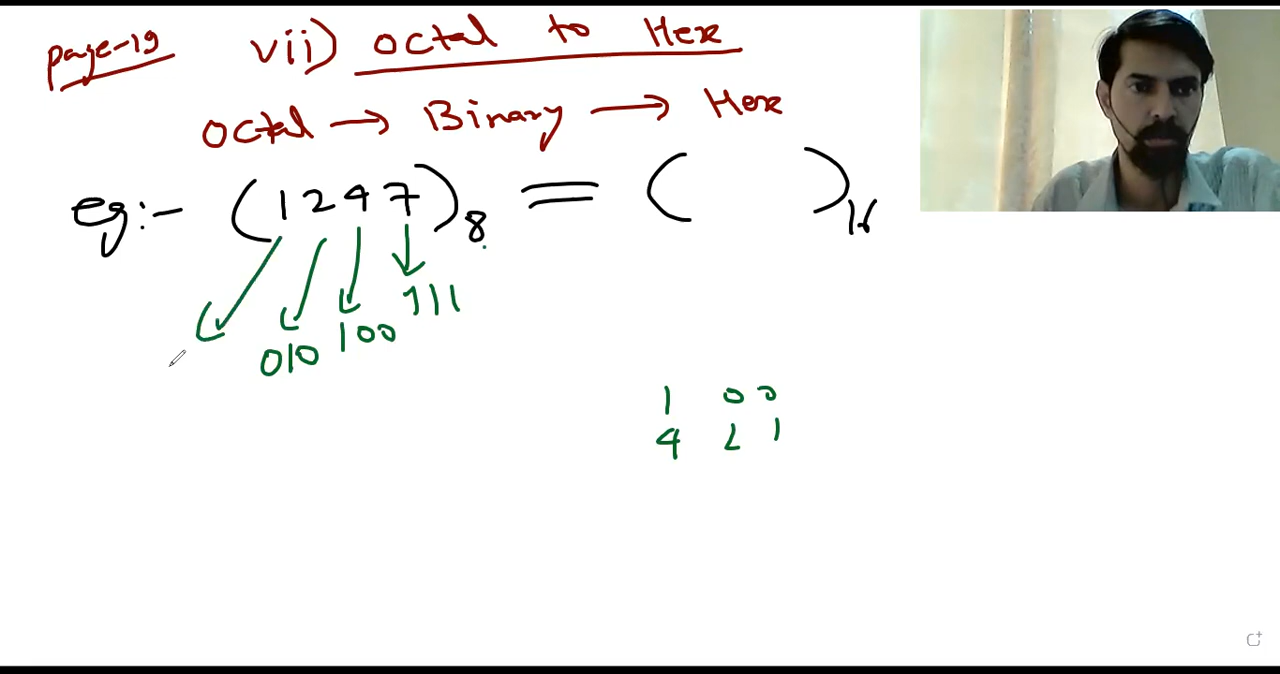 page-19 vii) Octal to Hex
Octal → Binary → Hex
eg:- (1247)8 = ( )16
111
100
010
1 0 0
4 2 1